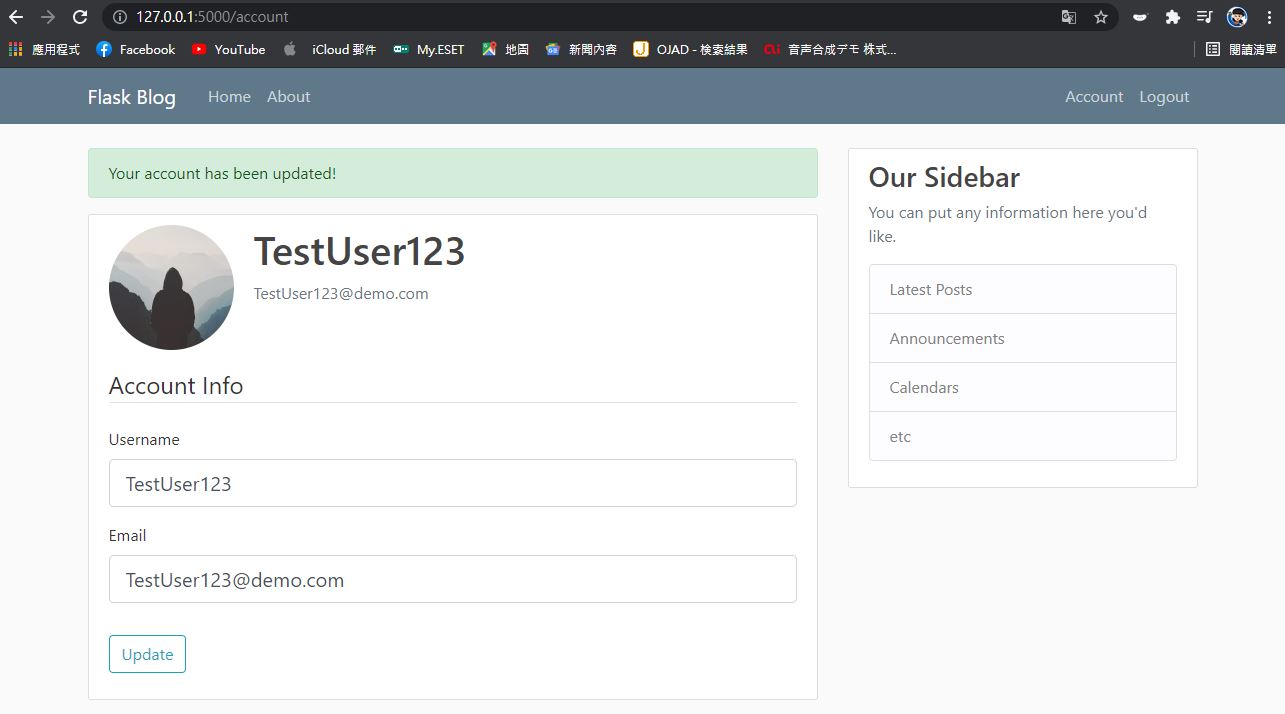 127.0.0.1:5000/account
應用程式 Facebook YouTube iCloud 郵件 My.ESET 地圖 新聞內容 OJAD - 検索結果 音声合成デモ 株式... 閱讀清單
Flask Blog Home About Account Logout
Your account has been updated!
TestUser123
TestUser123@demo.com
Account Info
Username
TestUser123
Email
TestUser123@demo.com
Update
Our Sidebar
You can put any information here you'd
like.
Latest Posts
Announcements
Calendars
etc